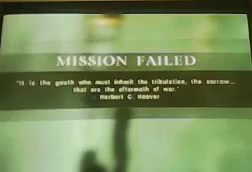 MISSION FAILED
"It is the youth who must inherit the tribulation, the sorrow...
that are the aftermath of war."
- Herbert C. Hoover